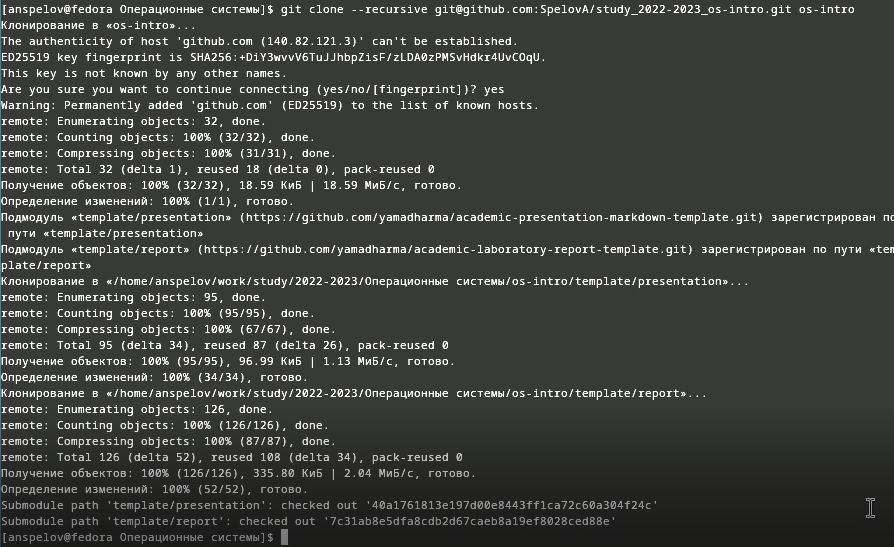 [anspelov@fedora Операционные системы]$ git clone --recursive git@github.com:SpelovA/study_2022-2023_os-intro.git os-intro
Клонирование в «os-intro»...
The authenticity of host 'github.com (140.82.121.3)' can't be established.
ED25519 key fingerprint is SHA256:+DiY3wvvV6TuJJhbpZisF/zLDA0zPMSvHdkr4UvCOqU.
This key is not known by any other names.
Are you sure you want to continue connecting (yes/no/[fingerprint])? yes
Warning: Permanently added 'github.com' (ED25519) to the list of known hosts.
remote: Enumerating objects: 32, done.
remote: Counting objects: 100% (32/32), done.
remote: Compressing objects: 100% (31/31), done.
remote: Total 32 (delta 1), reused 18 (delta 0), pack-reused 0
Получение объектов: 100% (32/32), 18.59 КиБ | 18.59 МиБ/с, готово.
Определение изменений: 100% (1/1), готово.
Подмодуль «template/presentation» (https://github.com/yamadharma/academic-presentation-markdown-template.git) зарегистрирован по
пути «template/presentation»
Подмодуль «template/report» (https://github.com/yamadharma/academic-laboratory-report-template.git) зарегистрирован по пути «tem
plate/report»
Клонирование в «/home/anspelov/work/study/2022-2023/Операционные системы/os-intro/template/presentation»...
remote: Enumerating objects: 95, done.
remote: Counting objects: 100% (95/95), done.
remote: Compressing objects: 100% (67/67), done.
remote: Total 95 (delta 34), reused 87 (delta 26), pack-reused 0
Получение объектов: 100% (95/95), 96.99 КиБ | 1.13 МиБ/с, готово.
Определение изменений: 100% (34/34), готово.
Клонирование в «/home/anspelov/work/study/2022-2023/Операционные системы/os-intro/template/report»...
remote: Enumerating objects: 126, done.
remote: Counting objects: 100% (126/126), done.
remote: Compressing objects: 100% (87/87), done.
remote: Total 126 (delta 52), reused 108 (delta 34), pack-reused 0
Получение объектов: 100% (126/126), 335.80 КиБ | 2.04 МиБ/с, готово.
Определение изменений: 100% (52/52), готово.
Submodule path 'template/presentation': checked out '40a1761813e197d00e8443ff1ca72c60a304f24c'
Submodule path 'template/report': checked out '7c31ab8e5dfa8cdb2d67caeb8a19ef8028ced88e'
[anspelov@fedora Операционные системы]$